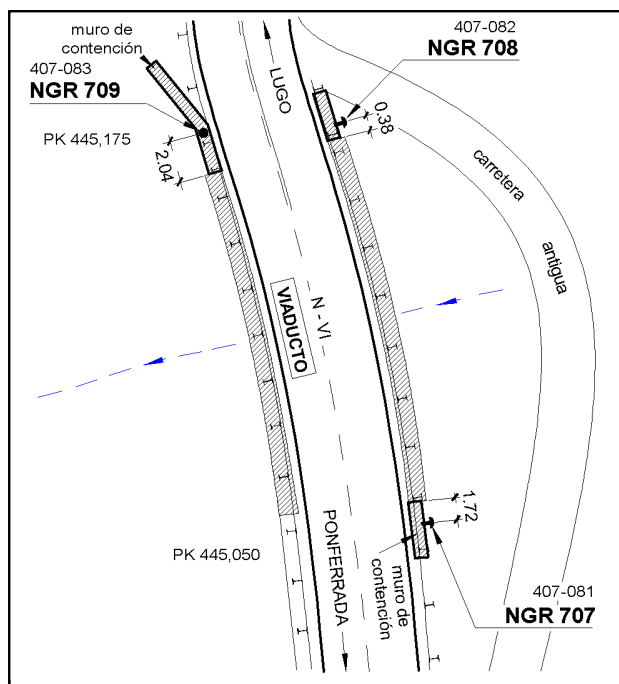 muro de
contención
407-083
NGR 709
PK 445,175
2.04
LUGO
407-082
NGR 708
0.38
carretera
antigua
N - VI
VIADUCTO
1.72
PONFERRADA
PK 445,050
muro de
contención
407-081
NGR 707